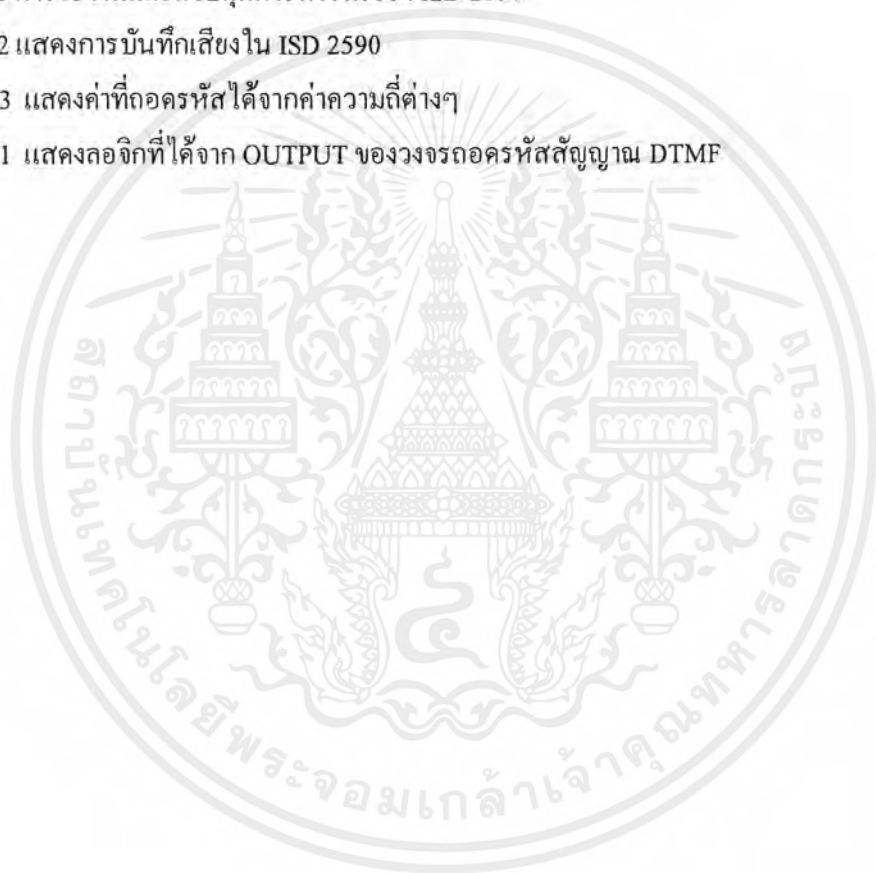 2 แสดงการบันทึกเสียงใน ISD 2590
3 แสดงค่าที่ถอดรหัสได้จากค่าความถี่ต่างๆ
1 แสดงลอจิกที่ได้จาก OUTPUT ของวงจรถอดรหัสสัญญาณ DTMF
สถาบันเทคโนโลยีพระจอมเกล้าเจ้าคุณทหารลาดกระบัง